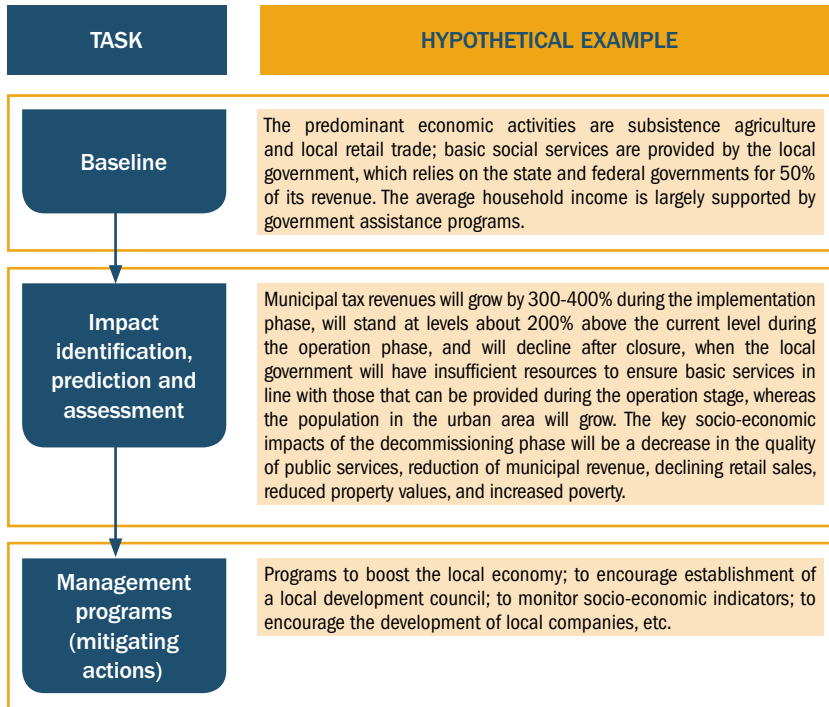 TASK
HYPOTHETICAL EXAMPLE
Baseline
The predominant economic activities are subsistence agriculture
and local retail trade; basic social services are provided by the local
government, which relies on the state and federal governments for 50%
of its revenue. The average household income is largely supported by
government assistance programs.
Impact
identification,
prediction and
assessment
Municipal tax revenues will grow by 300-400% during the implementation
phase, will stand at levels about 200% above the current level during
the operation phase, and will decline after closure, when the local
government will have insufficient resources to ensure basic services in
line with those that can be provided during the operation stage, whereas
the population in the urban area will grow. The key socio-economic
impacts of the decommissioning phase will be a decrease in the quality
of public services, reduction of municipal revenue, declining retail sales,
reduced property values, and increased poverty.
Management
programs
(mitigating
actions)
Programs to boost the local economy; to encourage establishment of
a local development council; to monitor socio-economic indicators; to
encourage the development of local companies, etc.